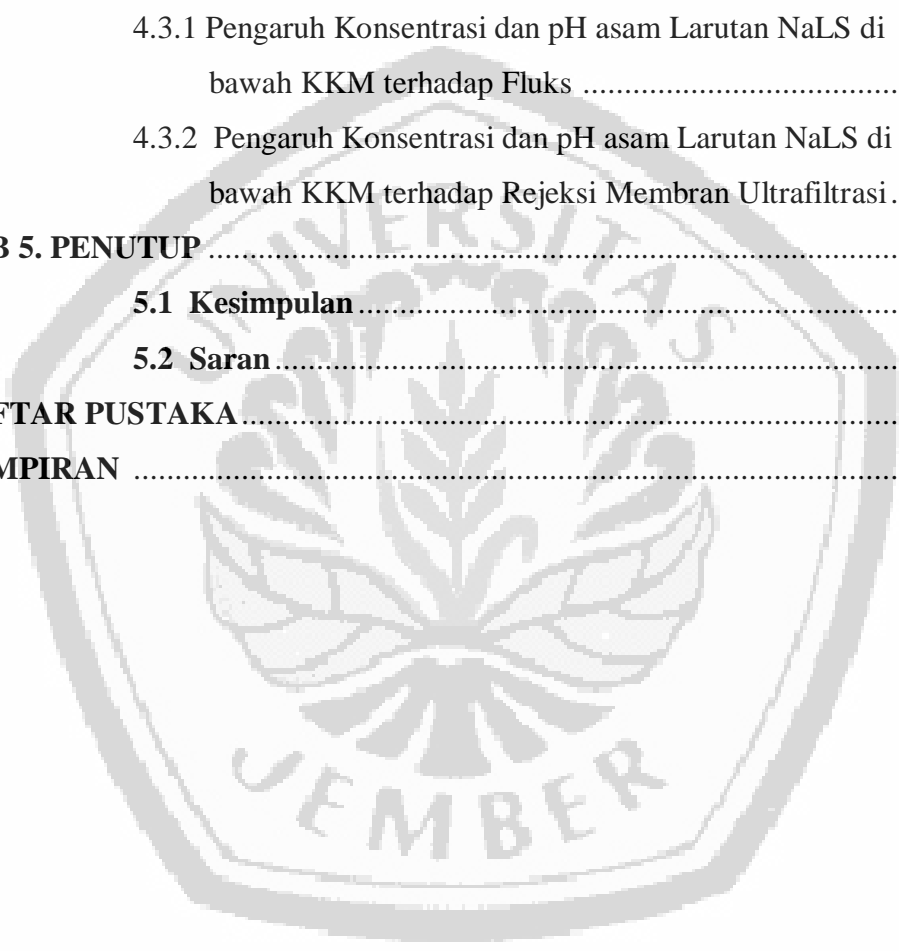 4.3.1 Pengaruh Konsentrasi dan pH asam Larutan NaLS di
bawah KKM terhadap Fluks ..........................................
4.3.2 Pengaruh Konsentrasi dan pH asam Larutan NaLS di
bawah KKM terhadap Rejeksi Membran Ultrafiltrasi .
B 5. PENUTUP ..........................................
5.1 Kesimpulan ..........................................
5.2 Saran ..........................................
FTAR PUSTAKA ..........................................
MPIRAN ..........................................
UNIVERSITAS
JEMBER